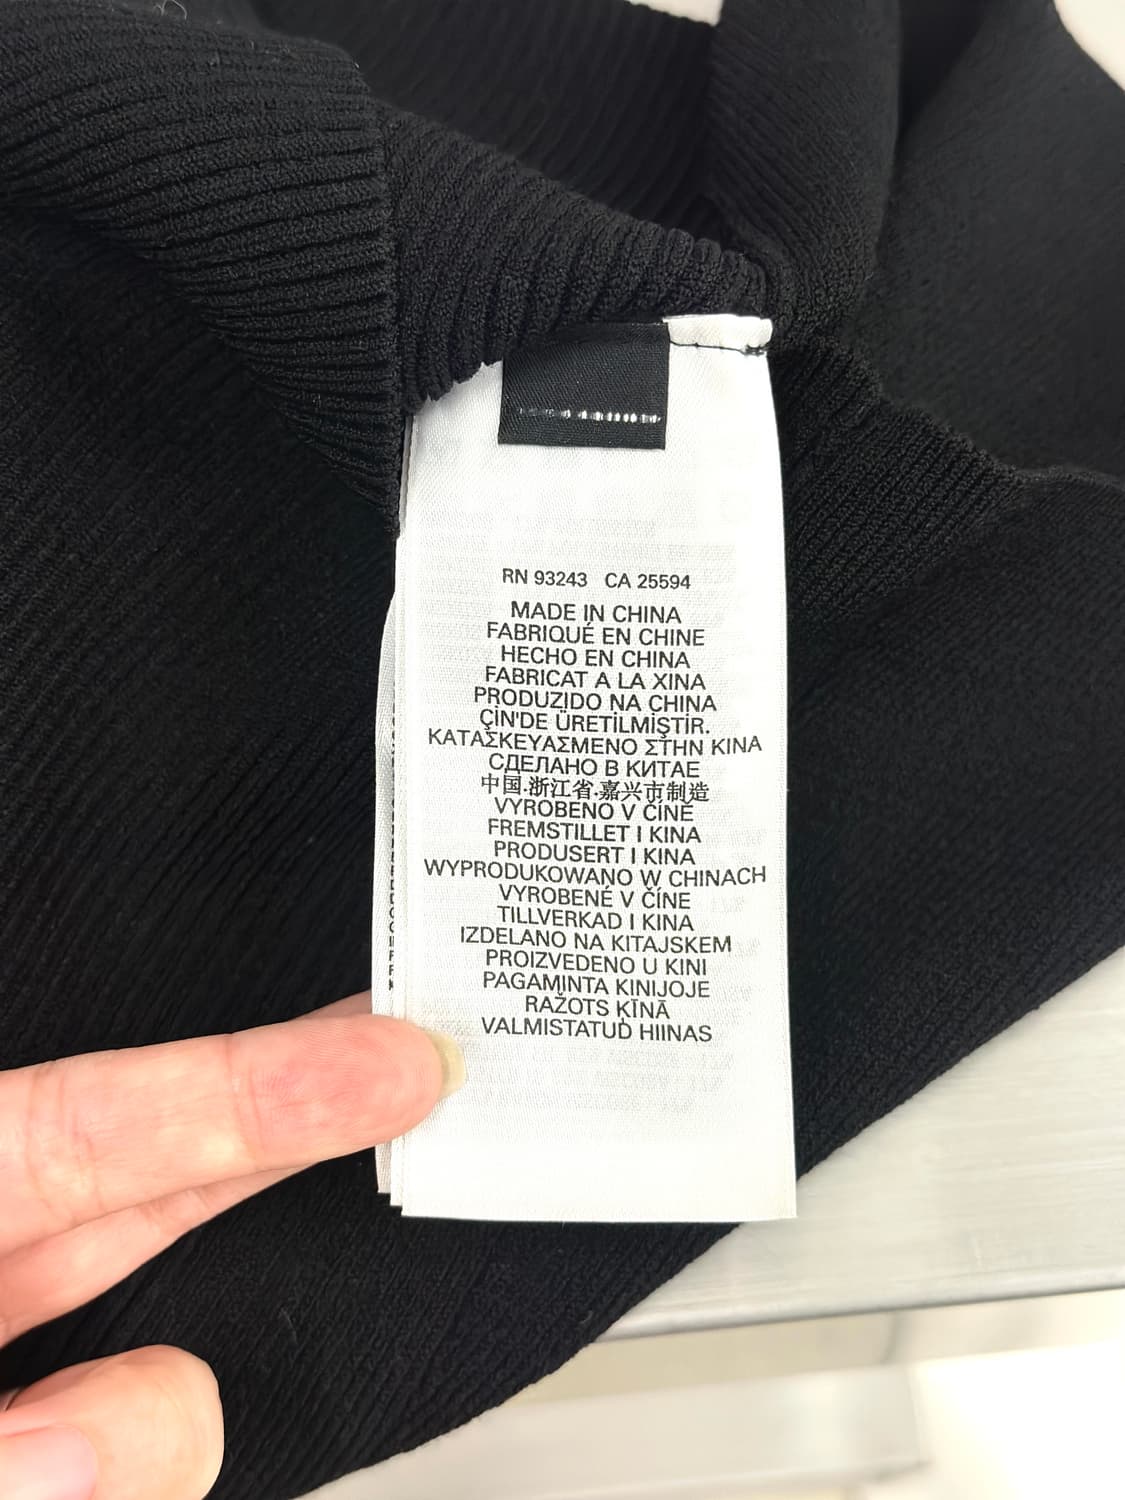 RN 93243 CA 25594
MADE IN CHINA
FABRIQUÉ EN CHINE
HECHO EN CHINA
FABRICAT A LA XINA
PRODUZIDO NA CHINA
ÇİN'DE ÜRETİLMİŞTİR.
ΚΑΤΑΣΚΕΥΑΣΜΕΝΟ ΣΤΗΝ ΚΙΝΑ
СДЕЛАНО В КИТАЕ
中国.浙江省.嘉兴市制造
VYROBENO V ČÍNĚ
FREMSTILLET I KINA
PRODUSERT I KINA
WYPRODUKOWANO W CHINACH
VYROBENÉ V ČÍNE
TILLVERKAD I KINA
IZDELANO NA KITAJSKEM
PROIZVEDENO U KINI
PAGAMINTA KINIJOJE
RAŽOTS ĶĪNĀ
VALMISTATUD HIINAS